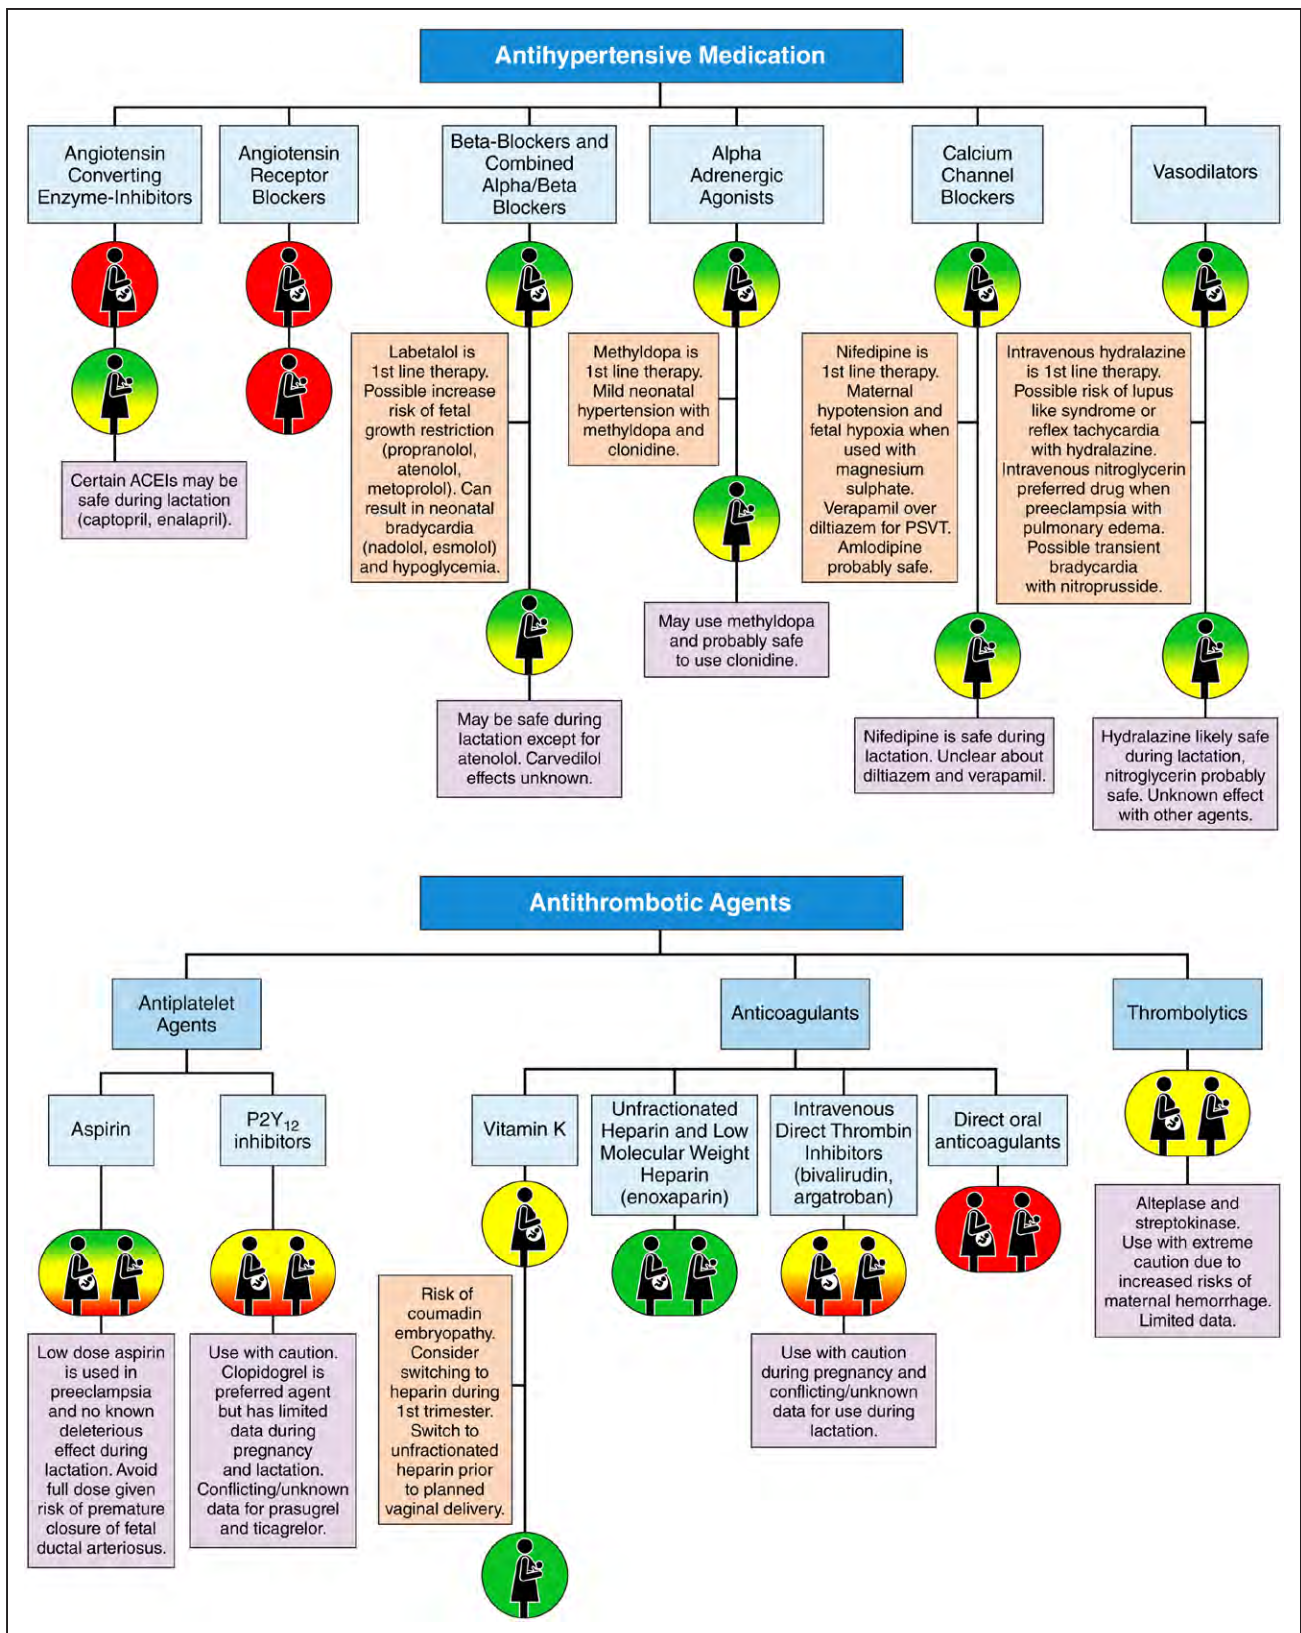 Antihypertensive Medication
Angiotensin
Converting
Enzyme-Inhibitors
Angiotensin
Receptor
Blockers
Beta-Blockers and
Combined
Alpha/Beta
Blockers
Alpha
Adrenergic
Agonists
Calcium
Channel
Blockers
Vasodilators
Certain ACEIs may be
safe during lactation
(captopril, enalapril).
Labetalol is
1st line therapy.
Possible increase
risk of fetal
growth restriction
(propranolol,
atenolol,
metoprolol). Can
result in neonatal
bradycardia
(nadolol, esmolol)
and hypoglycemia.
May be safe during
lactation except for
atenolol. Carvedilol
effects unknown.
Methyldopa is
1st line therapy.
Mild neonatal
hypertension with
methyldopa and
clonidine.
May use methyldopa
and probably safe
to use clonidine.
Nifedipine is
1st line therapy.
Maternal
hypotension and
fetal hypoxia when
used with
magnesium
sulphate.
Verapamil over
diltiazem for PSVT.
Amlodipine
probably safe.
Nifedipine is safe during
lactation. Unclear about
diltiazem and verapamil.
Intravenous hydralazine
is 1st line therapy.
Possible risk of lupus
like syndrome or
reflex tachycardia
with hydralazine.
Intravenous nitroglycerin
preferred drug when
preeclampsia with
pulmonary edema.
Possible transient
bradycardia
with nitroprusside.
Hydralazine likely safe
during lactation,
nitroglycerin probably
safe. Unknown effect
with other agents.
Antithrombotic Agents
Antiplatelet
Agents
Anticoagulants
Thrombolytics
Aspirin
P2Y12
inhibitors
Vitamin K
Unfractionated
Heparin and Low
Molecular Weight
Heparin
(enoxaparin)
Intravenous
Direct Thrombin
Inhibitors
(bivalirudin,
argatroban)
Direct oral
anticoagulants
Low dose aspirin
is used in
preeclampsia
and no known
deleterious
effect during
lactation. Avoid
full dose given
risk of premature
closure of fetal
ductal arteriosus.
Use with caution.
Clopidogrel is
preferred agent
but has limited
data during
pregnancy
and lactation.
Conflicting/unknown
data for prasugrel
and ticagrelor.
Risk of
coumadin
embryopathy.
Consider
switching to
heparin during
1st trimester.
Switch to
unfractionated
heparin prior
to planned
vaginal delivery.
Use with caution
during pregnancy and
conflicting/unknown
data for use during
lactation.
Alteplase and
streptokinase.
Use with extreme
caution due to
increased risks of
maternal hemorrhage.
Limited data.